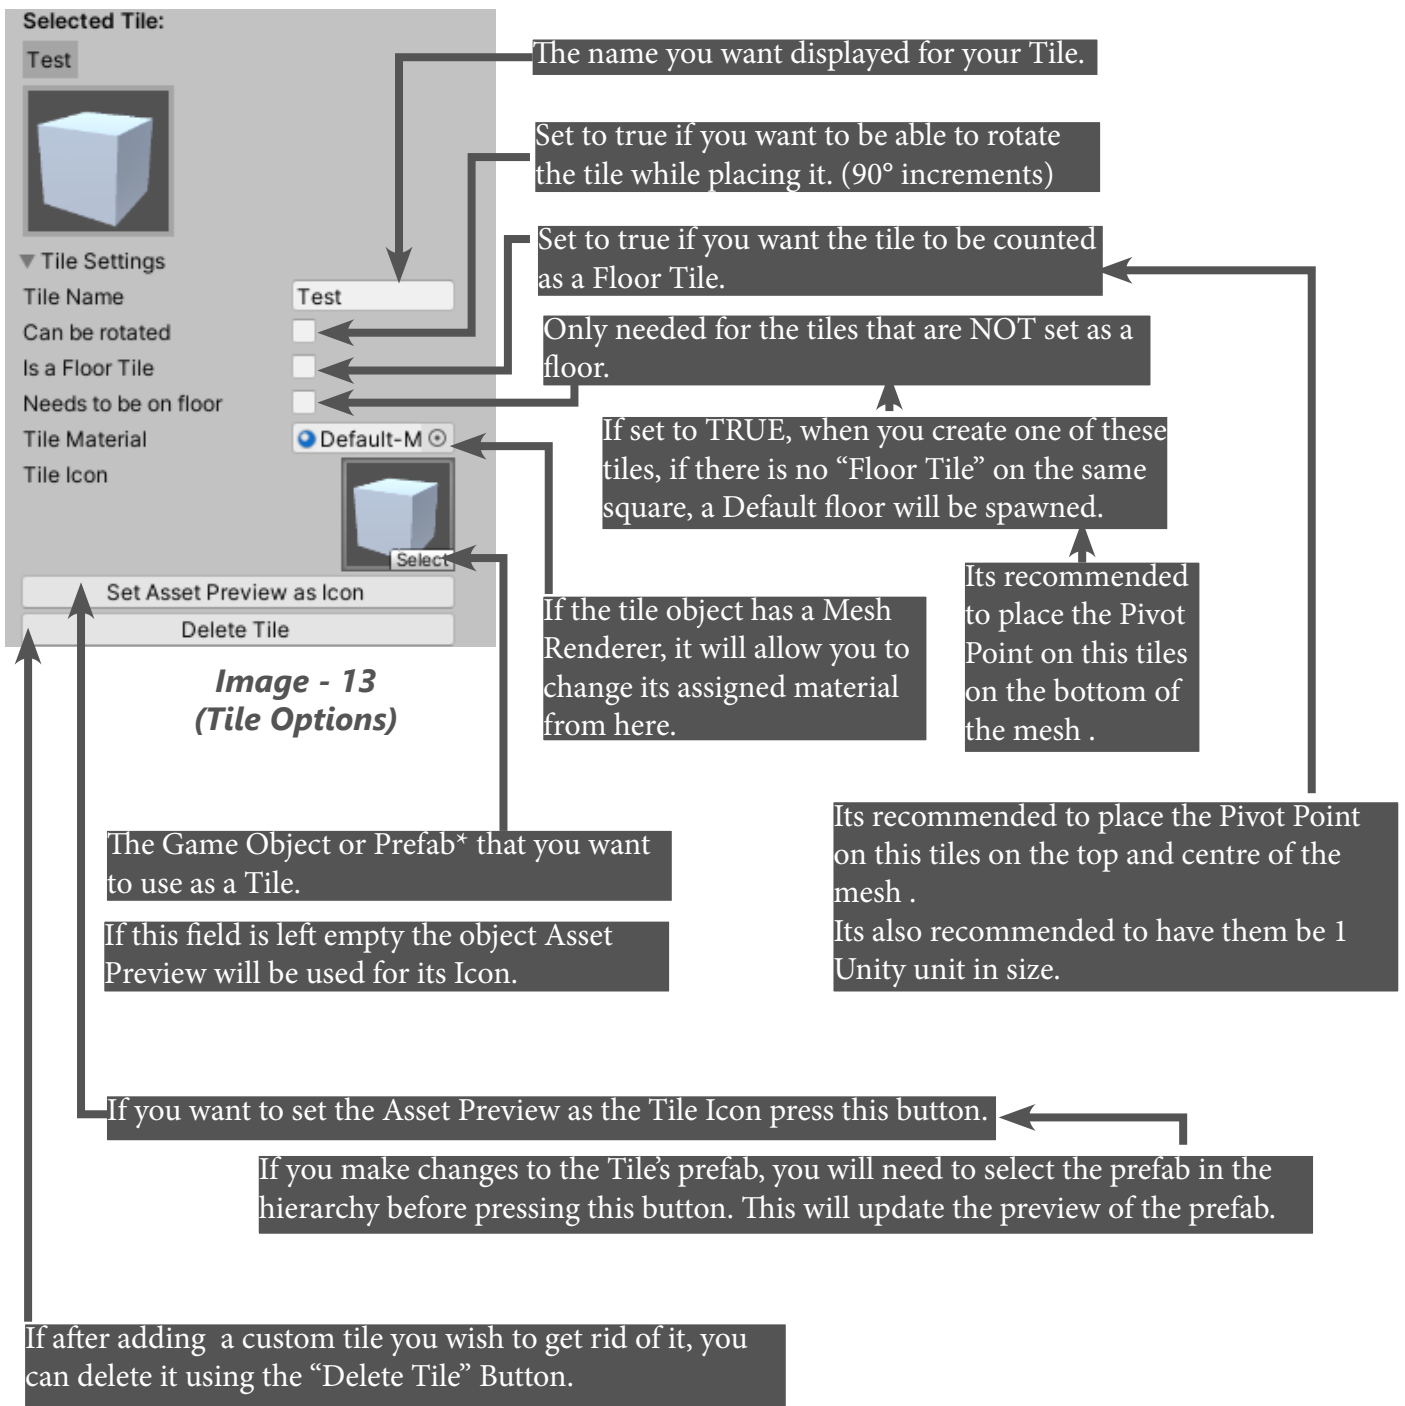 Selected Tile:
Test
Tile Settings
Tile Name
Test
Can be rotated
Is a Floor Tile
Needs to be on floor
Tile Material
Default-M
Tile Icon
Select
Set Asset Preview as Icon
Delete Tile
Image - 13
(Tile Options)
The name you want displayed for your Tile.
Set to true if you want to be able to rotate
the tile while placing it. (90° increments)
Set to true if you want the tile to be counted
as a Floor Tile.
Only needed for the tiles that are NOT set as a
floor.
If set to TRUE, when you create one of these
tiles, if there is no “Floor Tile” on the same
square, a Default floor will be spawned.
Its recommended
to place the Pivot
Point on this tiles
on the bottom of
the mesh .
If the tile object has a Mesh
Renderer, it will allow you to
change its assigned material
from here.
Its recommended to place the Pivot Point
on this tiles on the top and centre of the
mesh .
Its also recommended to have them be 1
Unity unit in size.
The Game Object or Prefab* that you want
to use as a Tile.
If this field is left empty the object Asset
Preview will be used for its Icon.
If you want to set the Asset Preview as the Tile Icon press this button.
If you make changes to the Tile’s prefab, you will need to select the prefab in the
hierarchy before pressing this button. This will update the preview of the prefab.
If after adding  a custom tile you wish to get rid of it, you
can delete it using the “Delete Tile” Button.